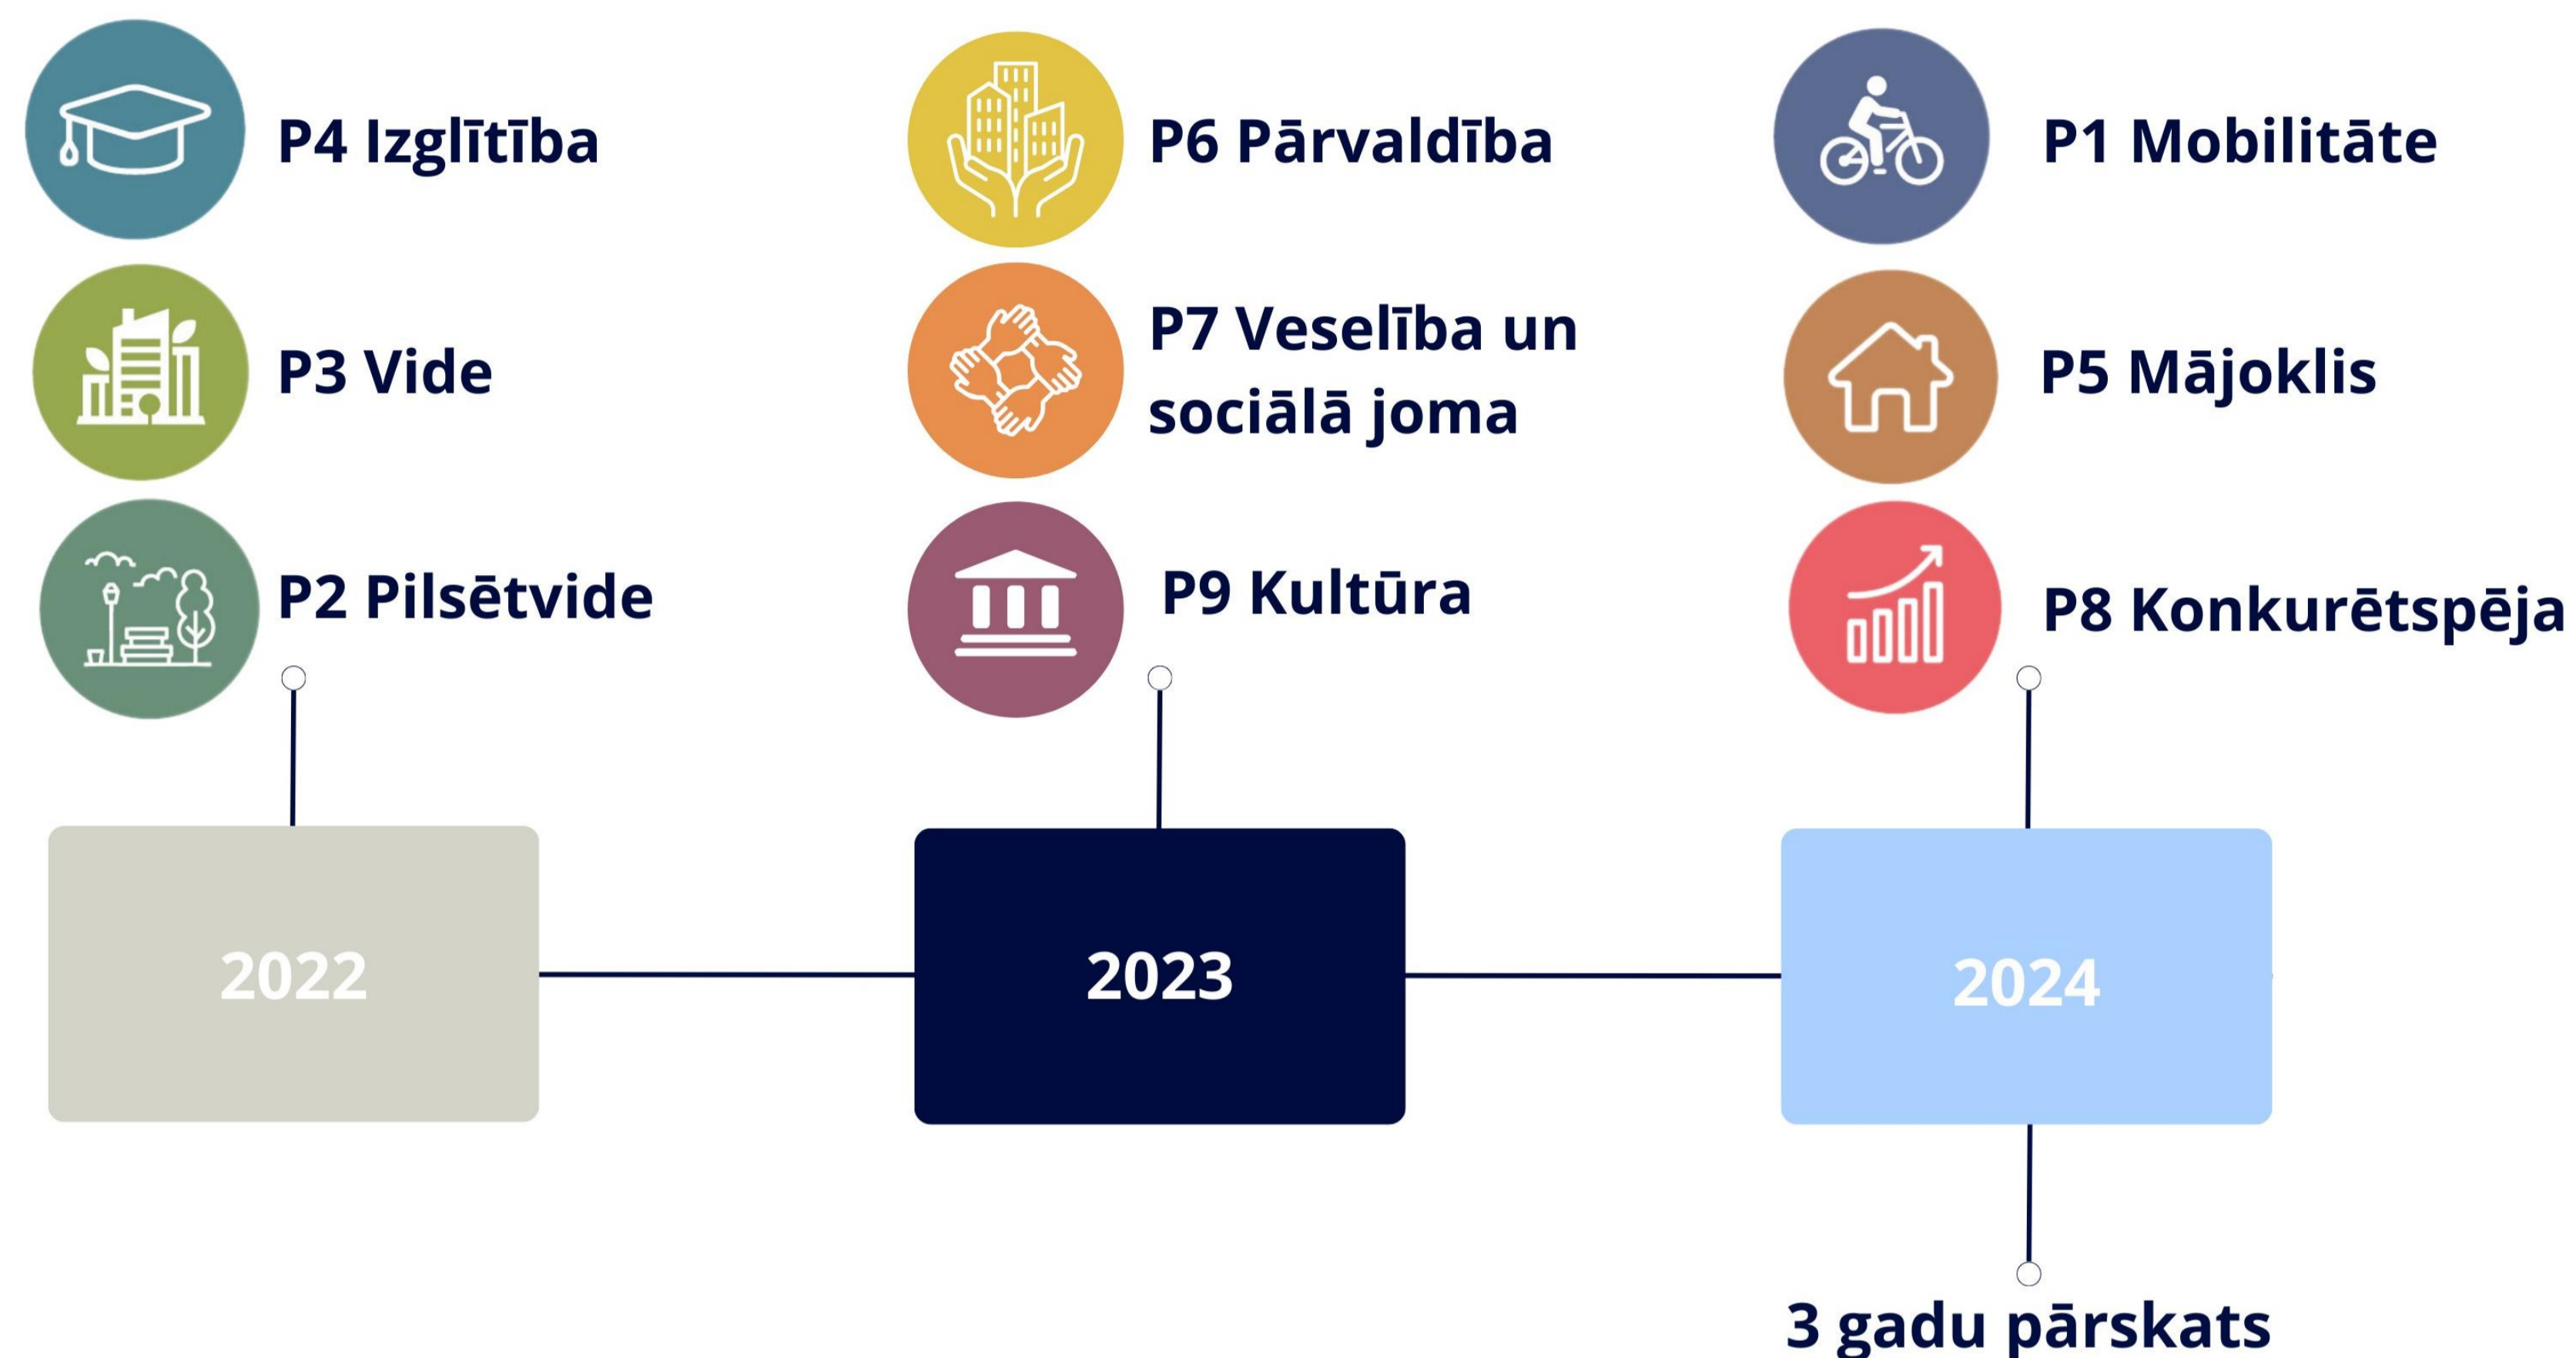 P4 Izglītība
P3 Vide
P2 Pilsētvide
2022
P6 Pārvaldība
P7 Veselība un
sociālā joma
P9 Kultūra
2023
P1 Mobilitāte
P5 Mājoklis
P8 Konkurētspēja
2024
3 gadu pārskats